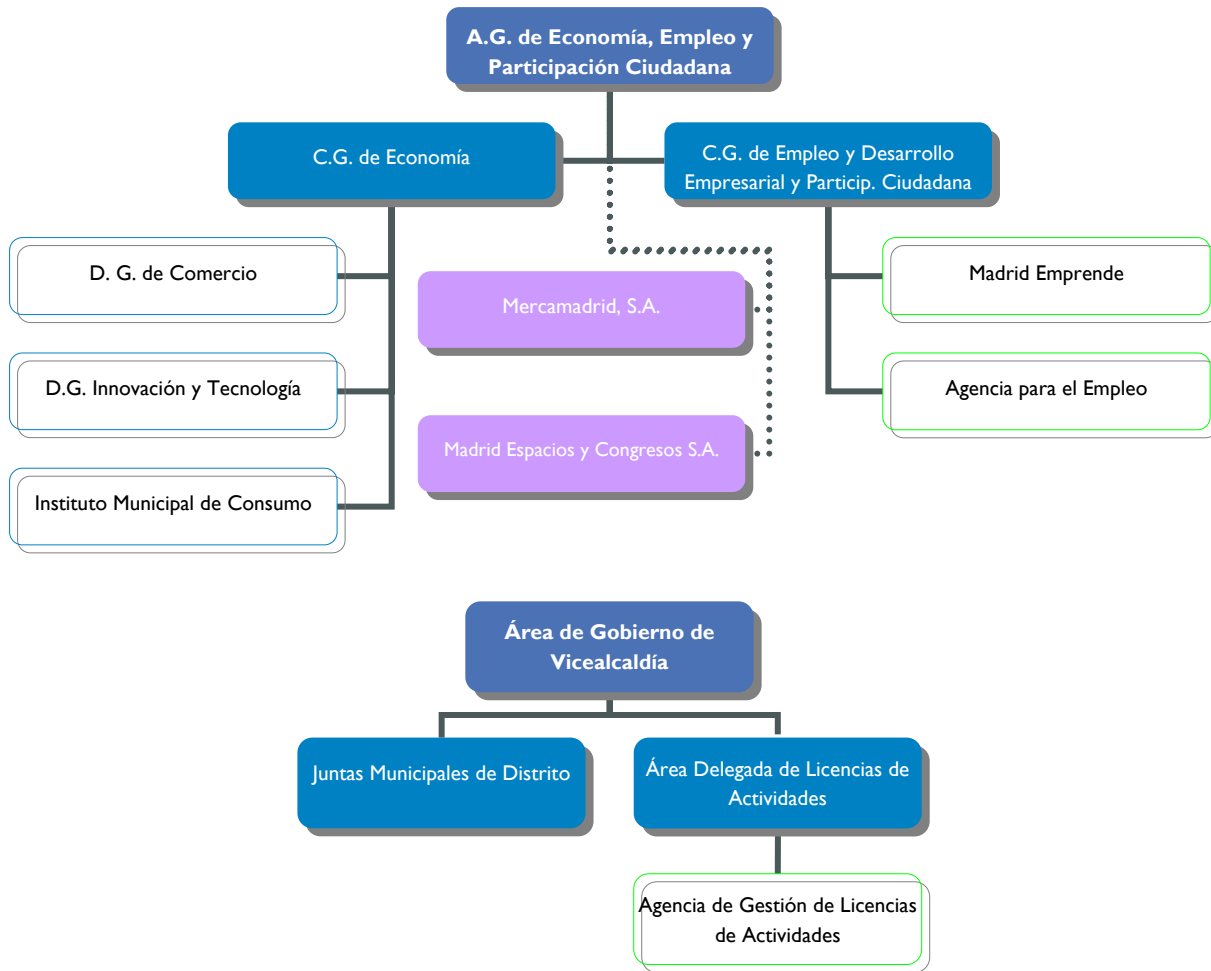 A.G. de Economía, Empleo y
Participación Ciudadana
C.G. de Economía
C.G. de Empleo y Desarrollo
Empresarial y Particip. Ciudadana
D. G. de Comercio
Mercamadrid, S.A.
Madrid Emprende
D.G. Innovación y Tecnología
Agencia para el Empleo
Madrid Espacios y Congresos S.A.
Instituto Municipal de Consumo
Área de Gobierno de
Vicealcaldía
Juntas Municipales de Distrito
Área Delegada de Licencias de
Actividades
Agencia de Gestión de Licencias
de Actividades